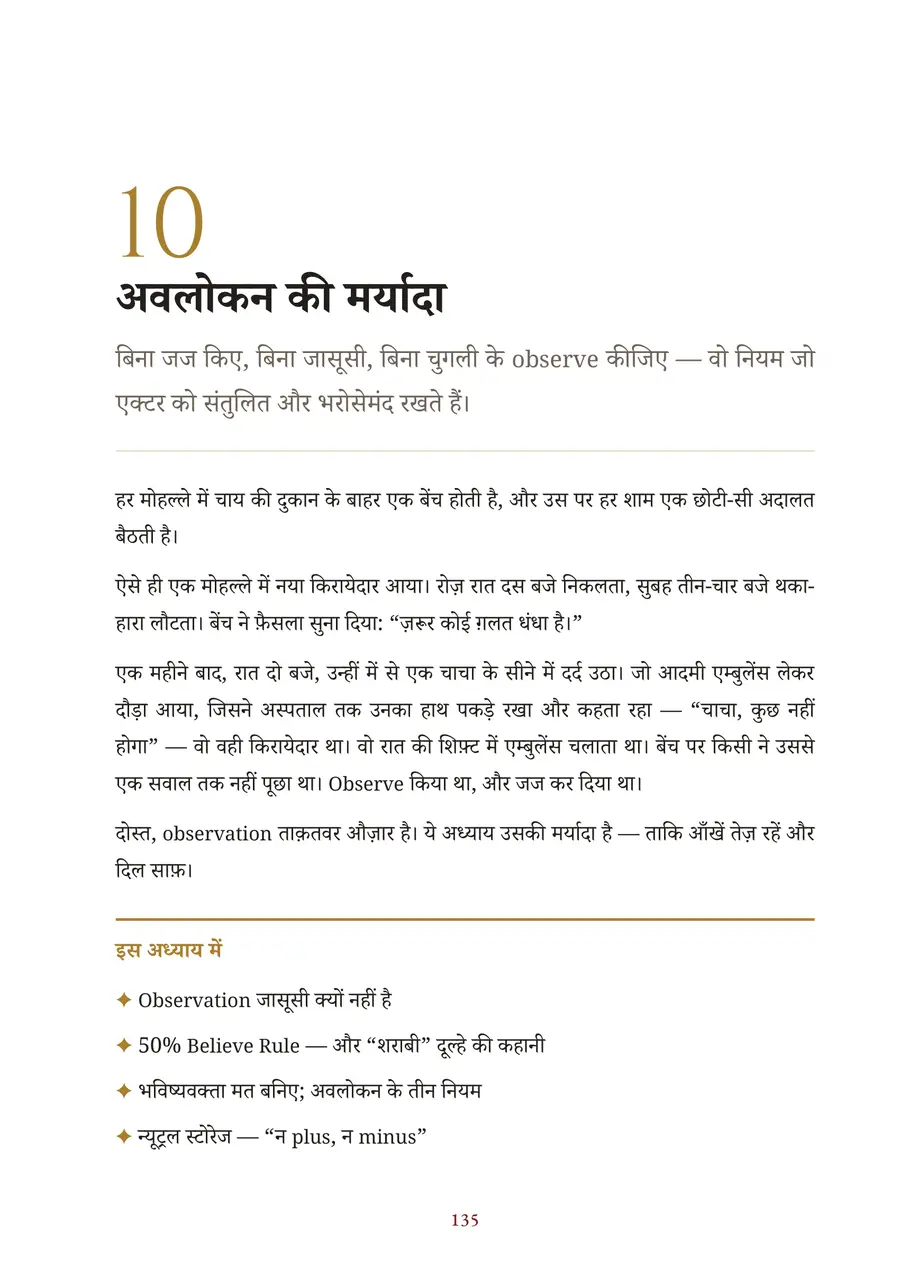 10
अवलोकन की मर्यादा
बिना जज किए, बिना जासूसी, बिना चुगली के observe कीजिए — वो नियम जो
एक्टर को संतुलित और भरोसेमंद रखते हैं।
हर मोहल्ले में चाय की दुकान के बाहर एक बेंच होती है, और उस पर हर शाम एक छोटी-सी अदालत
बैठती है।
ऐसे ही एक मोहल्ले में नया किरायेदार आया। रोज़ रात दस बजे निकलता, सुबह तीन-चार बजे थका-
हारा लौटता। बेंच ने फ़ैसला सुना दिया: “ज़रूर कोई ग़लत धंधा है।”
एक महीने बाद, रात दो बजे, उन्हीं में से एक चाचा के सीने में दर्द उठा। जो आदमी एम्बुलेंस लेकर
दौड़ा आया, जिसने अस्पताल तक उनका हाथ पकड़े रखा और कहता रहा — “चाचा, कुछ नहीं
होगा” — वो वही किरायेदार था। वो रात की शिफ़्ट में एम्बुलेंस चलाता था। बेंच पर किसी ने उससे
एक सवाल तक नहीं पूछा था। Observe किया था, और जज कर दिया था।
दोस्त, observation ताक़तवर औज़ार है। ये अध्याय उसकी मर्यादा है — ताकि आँखें तेज़ रहें और
दिल साफ़।
इस अध्याय में
✦ Observation जासूसी क्यों नहीं है
✦ 50% Believe Rule — और “शराबी” दूल्हे की कहानी
✦ भविष्यवक्ता मत बनिए; अवलोकन के तीन नियम
✦ न्यूट्रल स्टोरेज — “न plus, न minus”
135